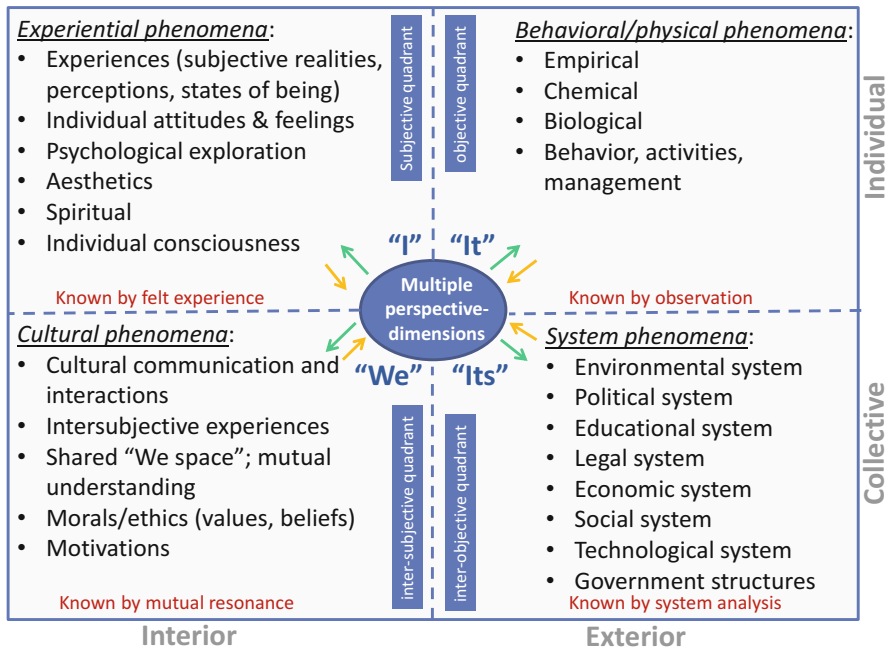 Experiential phenomena:
• Experiences (subjective realities,
perceptions, states of being)
• Individual attitudes & feelings
• Psychological exploration
• Aesthetics
• Spiritual
• Individual consciousness
Known by felt experience
Subjective quadrant
"I"
objective quadrant
"It"
Behavioral/physical phenomena:
• Empirical
• Chemical
• Biological
• Behavior, activities,
management
Known by observation
Individual
Multiple
perspective-
dimensions
Cultural phenomena:
• Cultural communication and
interactions
• Intersubjective experiences
• Shared “We space”; mutual
understanding
• Morals/ethics (values, beliefs)
• Motivations
Known by mutual resonance
“We”
inter-subjective quadrant
“Its”
inter-objective quadrant
System phenomena:
• Environmental system
• Political system
• Educational system
• Legal system
• Economic system
• Social system
• Technological system
• Government structures
Known by system analysis
Collective
Interior
Exterior